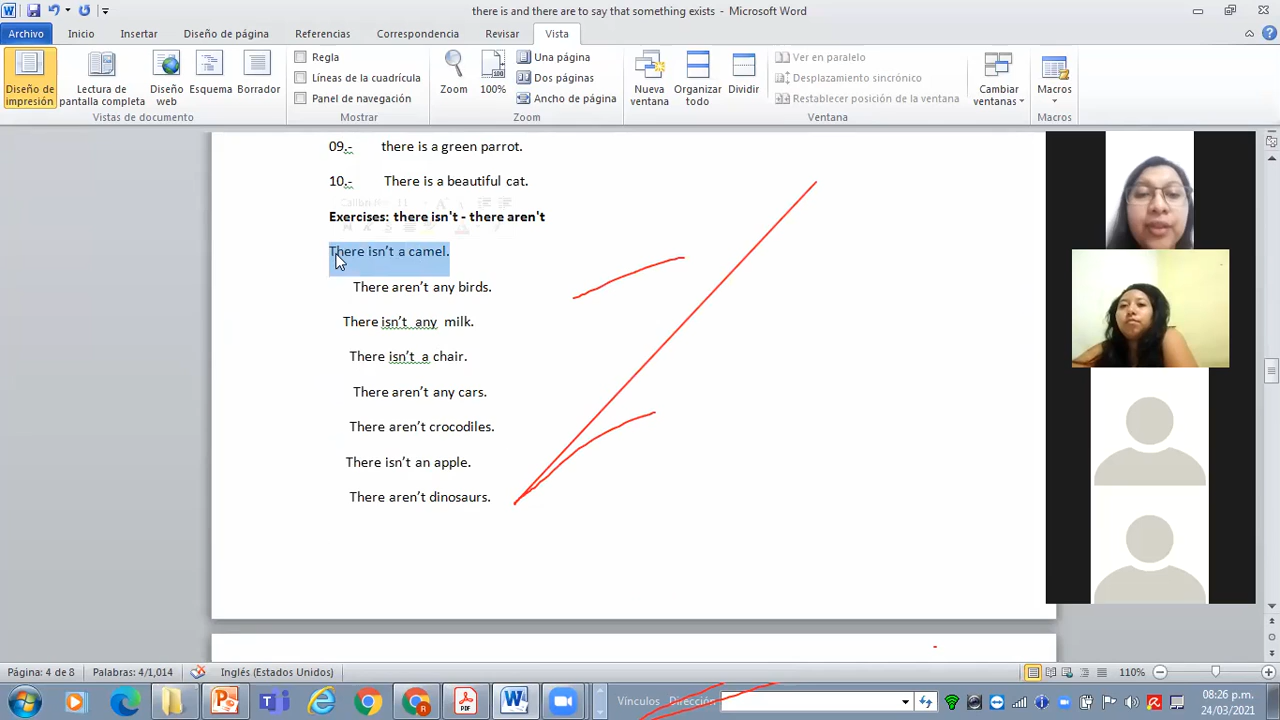 there is and there are to say that something exists - Microsoft Word
Archivo Inicio Insertar Diseño de página Referencias Correspondencia Revisar Vista
Diseño de impresión
Lectura de pantalla completa
Diseño web
Esquema
Borrador
Vistas de documento
Regla
Líneas de la cuadrícula
Panel de navegación
Mostrar
Zoom
100%
Una página
Dos páginas
Ancho de página
Zoom
Nueva ventana
Organizar todo
Dividir
Ver en paralelo
Desplazamiento sincrónico
Restablecer posición de la ventana
Ventana
Cambiar ventanas
Macros
Macros
09.- there is a green parrot.
10.- There is a beautiful cat.
Exercises: there isn't - there aren't
There isn't a camel.
There aren't any birds.
There isn't any milk.
There isn't a chair.
There aren't any cars.
There aren't crocodiles.
There isn't an apple.
There aren't dinosaurs.
Página: 4 de 8 Palabras: 4/1,014 Inglés (Estados Unidos) 110%
Vínculos Dirección
08:26 p.m.
24/03/2021